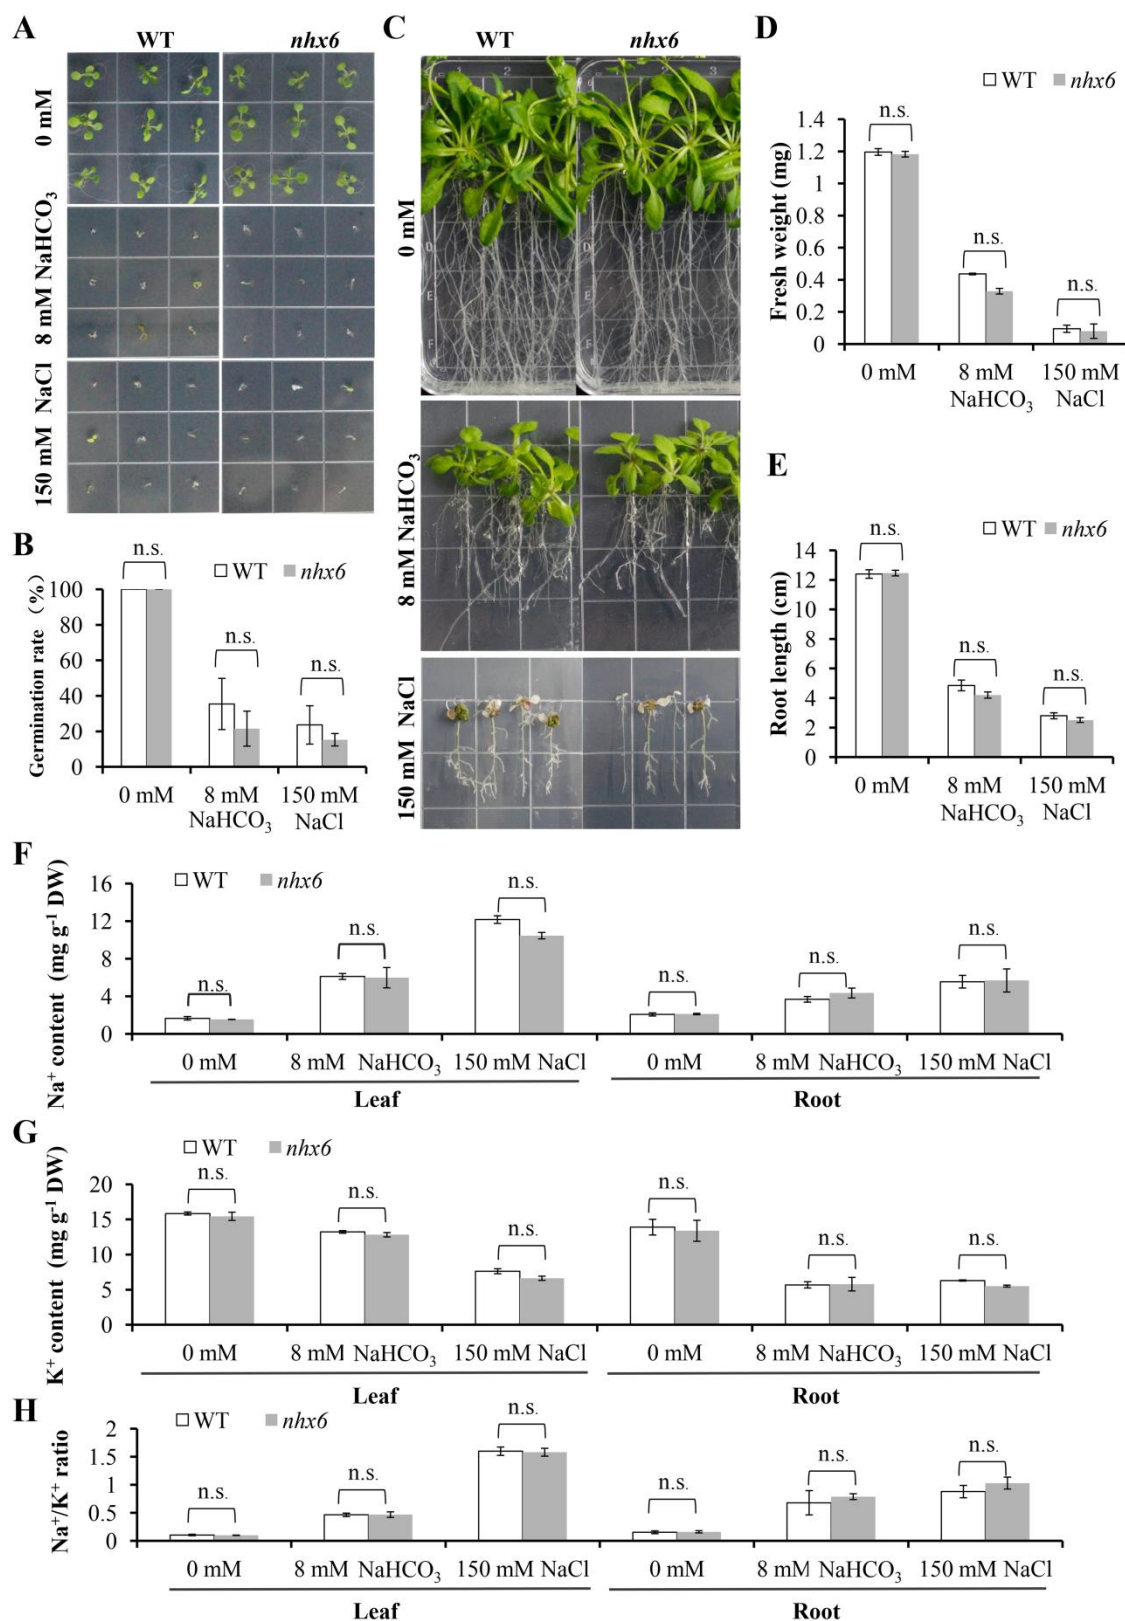 A
WT
nhx6
0 mM
8 mM NaHCO₃
150 mM NaCl
B
n.s.
WT
nhx6
n.s.
n.s.
Germination rate (%)
100
80
60
40
20
0
0 mM
8 mM
NaHCO₃
150 mM
NaCl
C
WT
nhx6
0 mM
8 mM NaHCO₃
150 mM NaCl
D
WT
nhx6
Fresh weight (mg)
1.4
1.2
1
0.8
0.6
0.4
0.2
0
n.s.
n.s.
n.s.
0 mM
8 mM
NaHCO₃
150 mM
NaCl
E
WT
nhx6
Root length (cm)
14
12
10
8
6
4
2
0
n.s.
n.s.
n.s.
0 mM
8 mM
NaHCO₃
150 mM
NaCl
F
WT
nhx6
Na⁺ content (mg g⁻¹ DW)
16
12
8
4
0
n.s.
n.s.
n.s.
n.s.
n.s.
n.s.
0 mM 8 mM NaHCO₃ 150 mM NaCl 0 mM 8 mM NaHCO₃ 150 mM NaCl
Leaf Root
G
WT
nhx6
K⁺ content (mg g⁻¹ DW)
20
15
10
5
0
n.s.
n.s.
n.s.
n.s.
n.s.
n.s.
0 mM 8 mM NaHCO₃ 150 mM NaCl 0 mM 8 mM NaHCO₃ 150 mM NaCl
Leaf Root
H
WT
nhx6
Na⁺/K⁺ ratio
2
1.5
1
0.5
0
n.s.
n.s.
n.s.
n.s.
n.s.
n.s.
0 mM 8 mM NaHCO₃ 150 mM NaCl 0 mM 8 mM NaHCO₃ 150 mM NaCl
Leaf Root